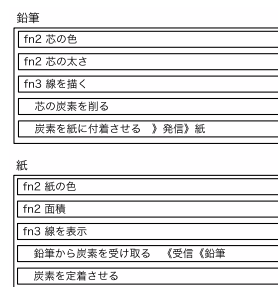 鉛筆
fn2 芯の色
fn2 芯の太さ
fn3 線を描く
芯の炭素を削る
炭素を紙に付着させる　》発信》紙
紙
fn2 紙の色
fn2 面積
fn3 線を表示
鉛筆から炭素を受け取る　《受信《鉛筆
炭素を定着させる